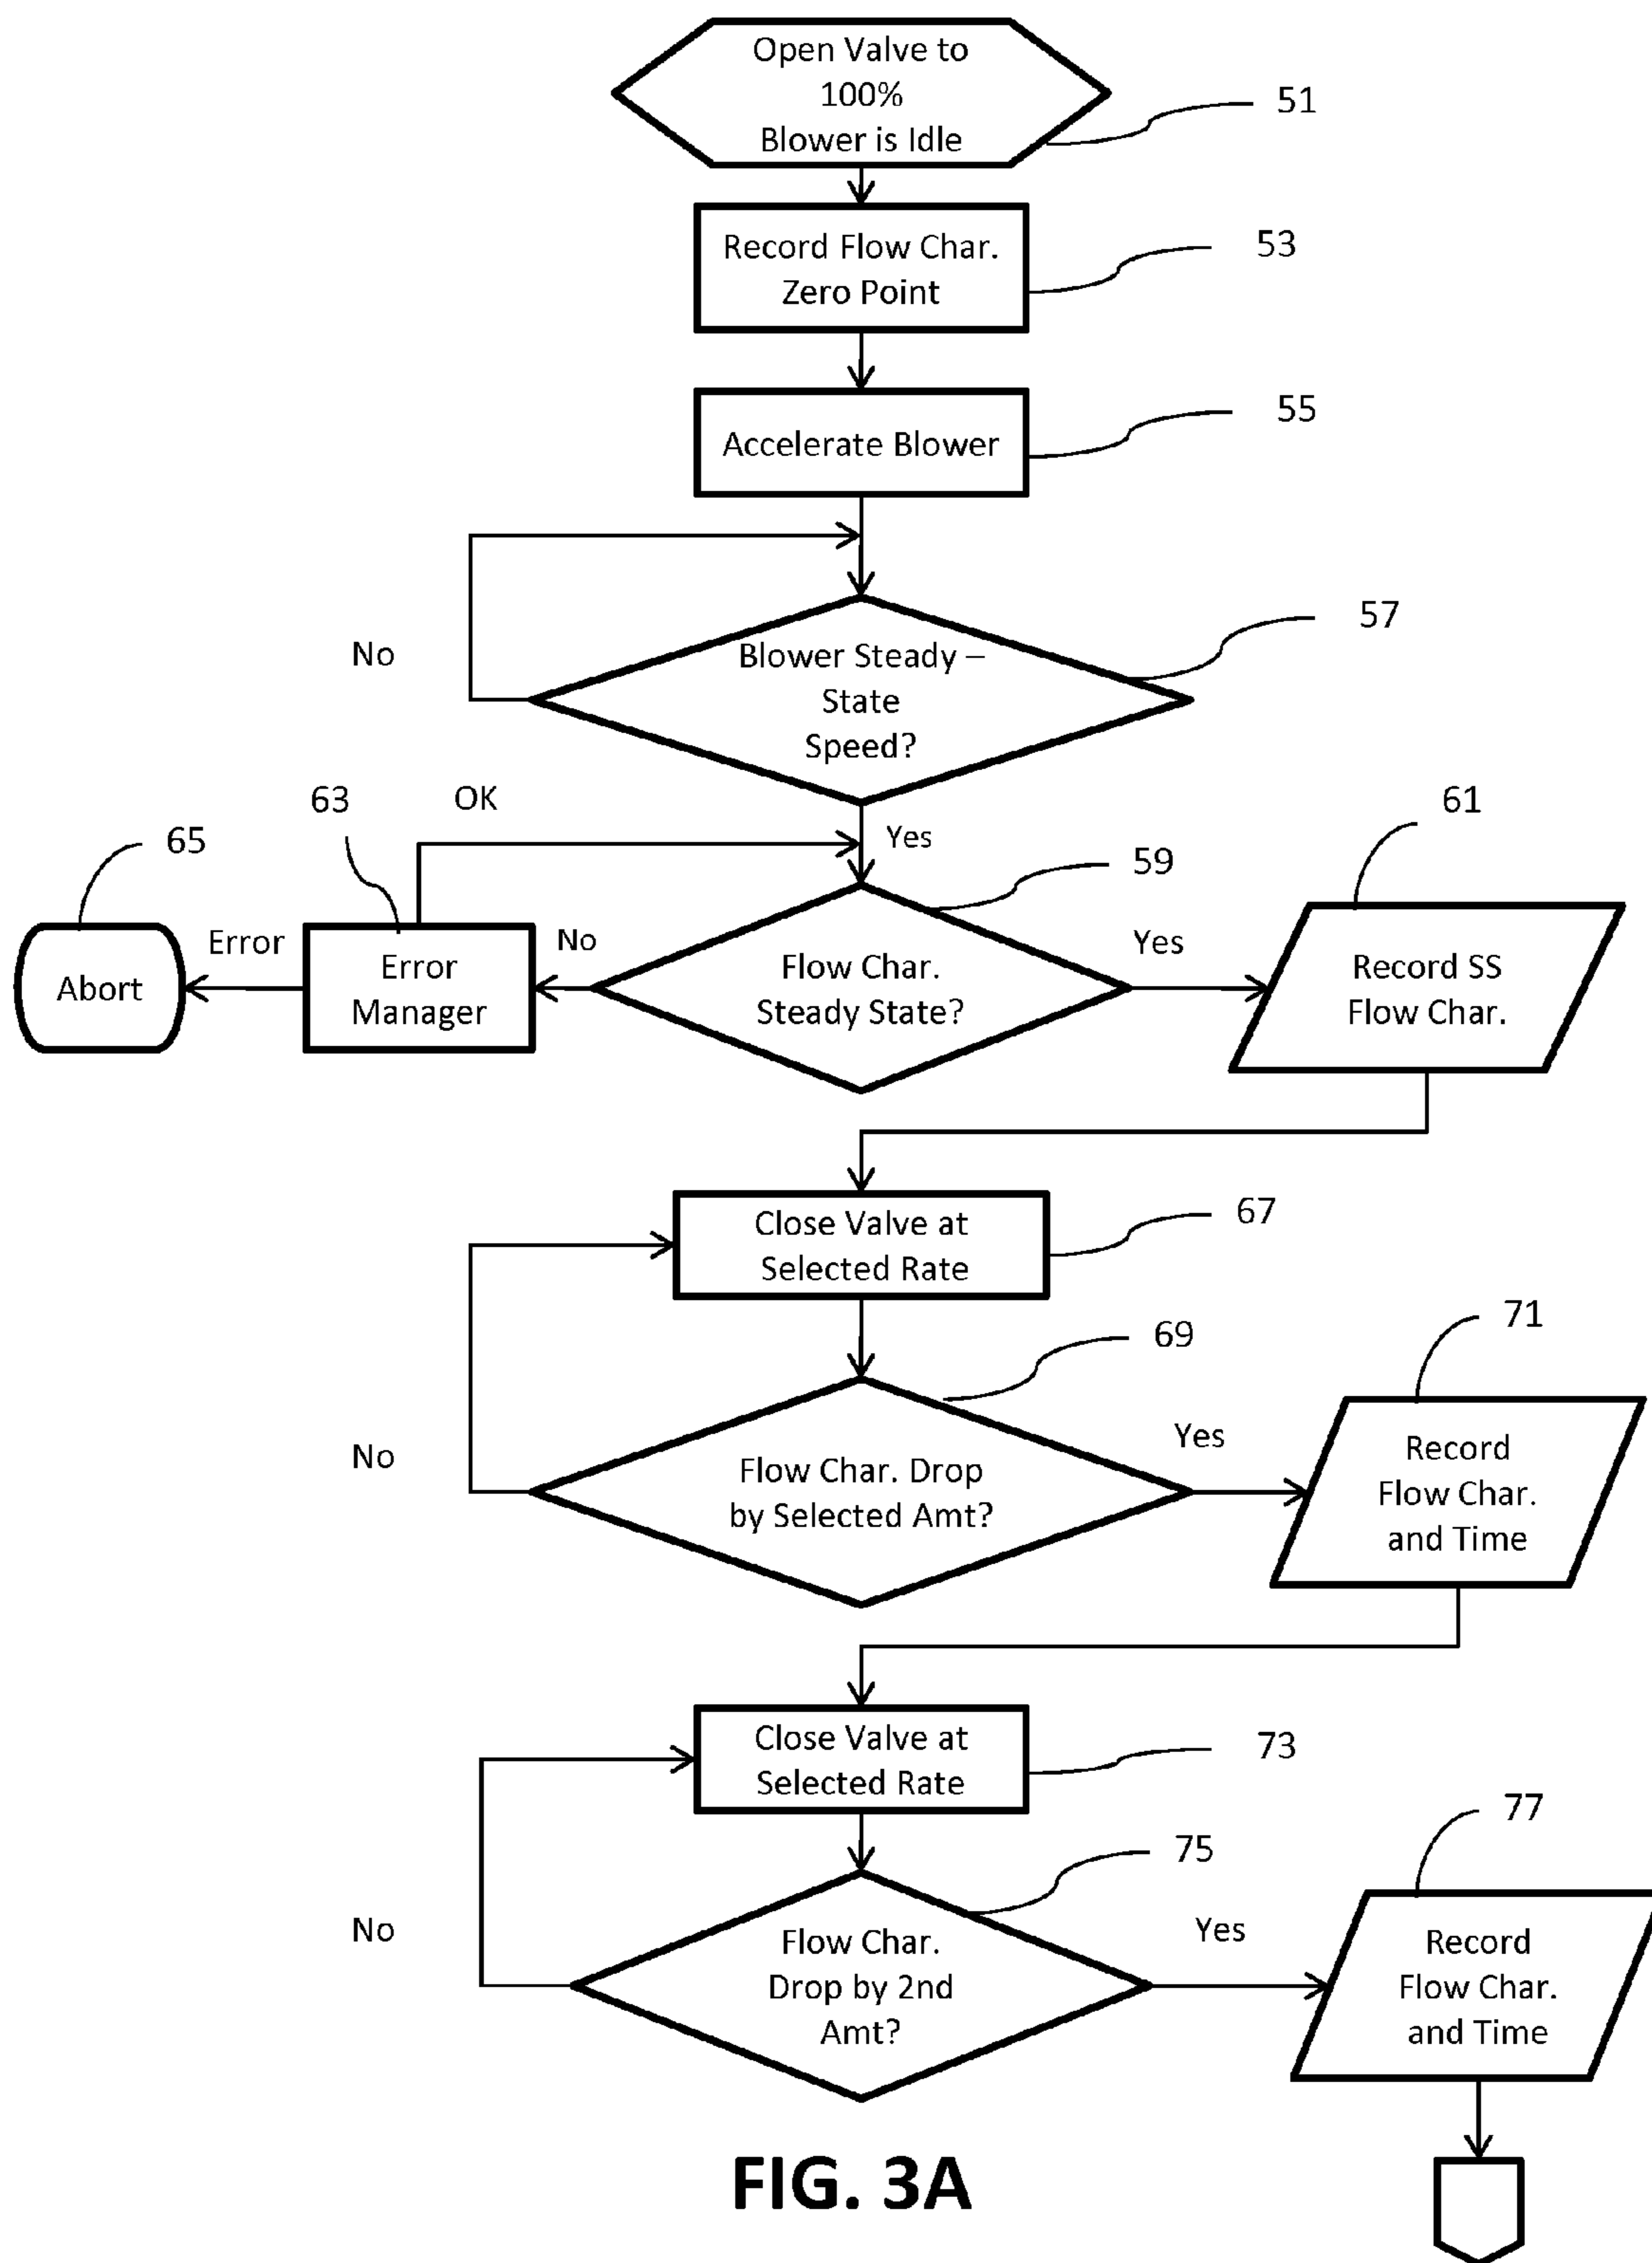 Open Valve to
100%
Blower is Idle
51
Record Flow Char.
Zero Point
53
Accelerate Blower
55
No
Blower Steady –
State
Speed?
57
63
OK
Yes
65
Abort
Error
Error
Manager
No
Flow Char.
Steady State?
59
Yes
61
Record SS
Flow Char.
Close Valve at
Selected Rate
67
No
Flow Char. Drop
by Selected Amt?
69
Yes
71
Record
Flow Char.
and Time
Close Valve at
Selected Rate
73
No
Flow Char.
Drop by 2nd
Amt?
75
Yes
77
Record
Flow Char.
and Time
FIG. 3A